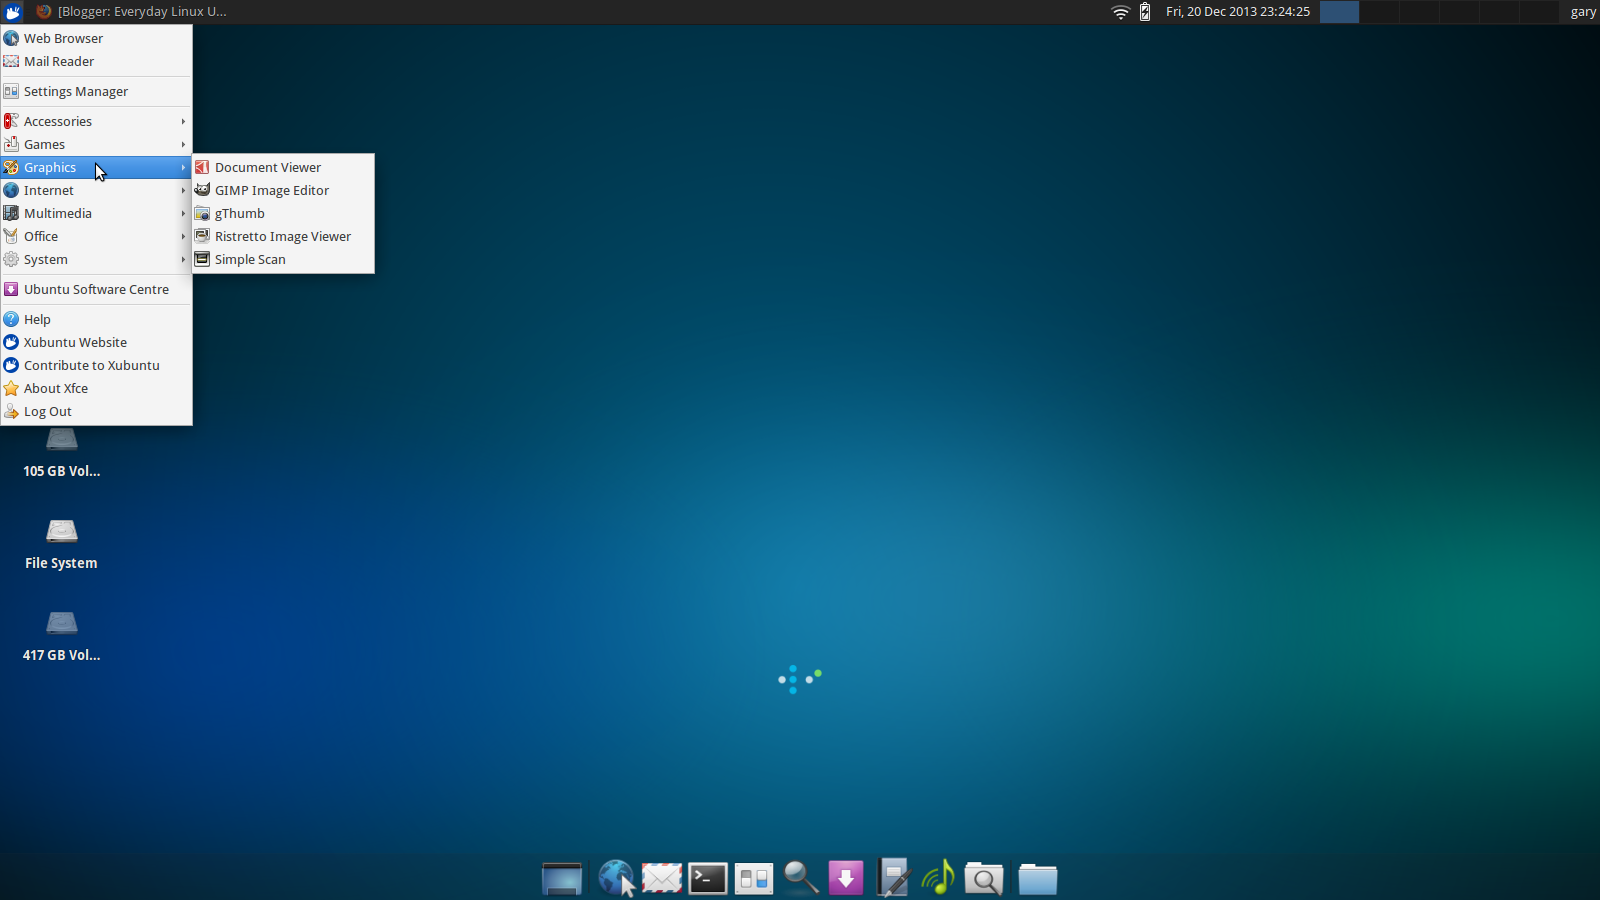 [Blogger: Everyday Linux U...
Fri, 20 Dec 2013 23:24:25
gary
Web Browser
Mail Reader
Settings Manager
Accessories
Games
Graphics
Internet
Multimedia
Office
System
Ubuntu Software Centre
Help
Xubuntu Website
Contribute to Xubuntu
About Xfce
Log Out
Document Viewer
GIMP Image Editor
gThumb
Ristretto Image Viewer
Simple Scan
105 GB Vol...
File System
417 GB Vol...